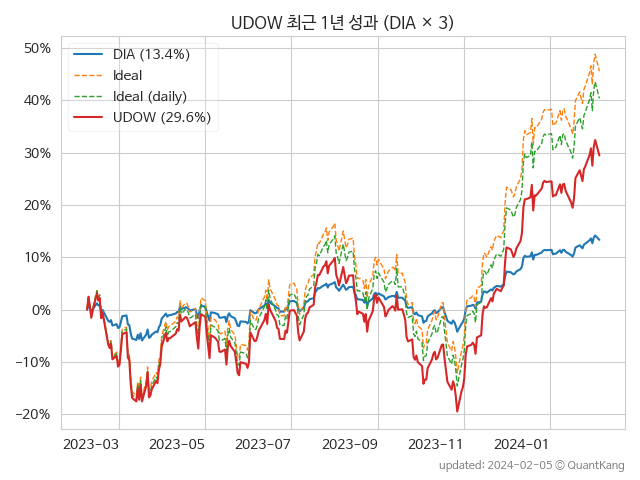 UDOW 최근 1년 성과 (DIA × 3)
50%
40%
30%
20%
10%
0%
−10%
−20%
DIA (13.4%)
Ideal
Ideal (daily)
UDOW (29.6%)
2023-03 2023-05 2023-07 2023-09 2023-11 2024-01
updated: 2024-02-05 © QuantKang